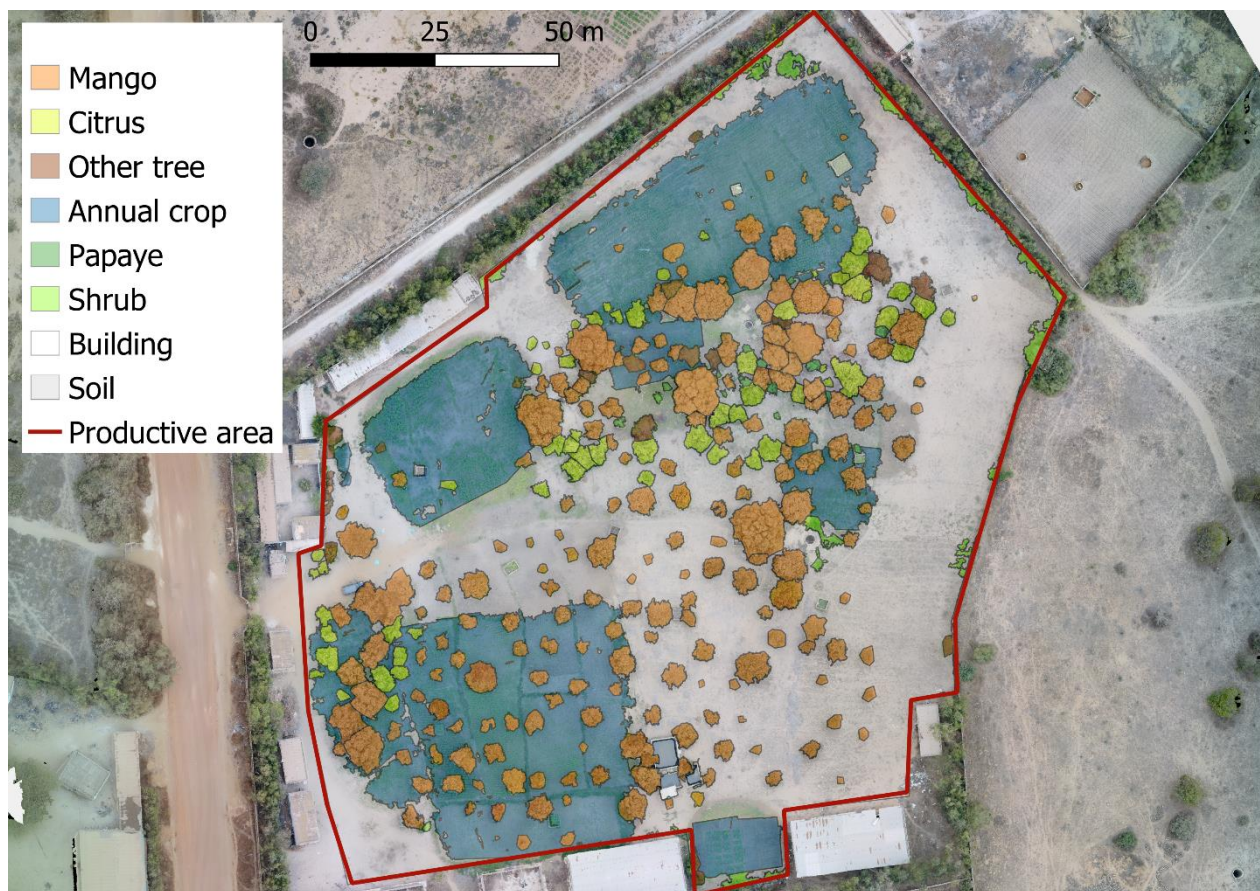 0 25 50 m
Mango
Citrus
Other tree
Annual crop
Papaye
Shrub
Building
Soil
Productive area